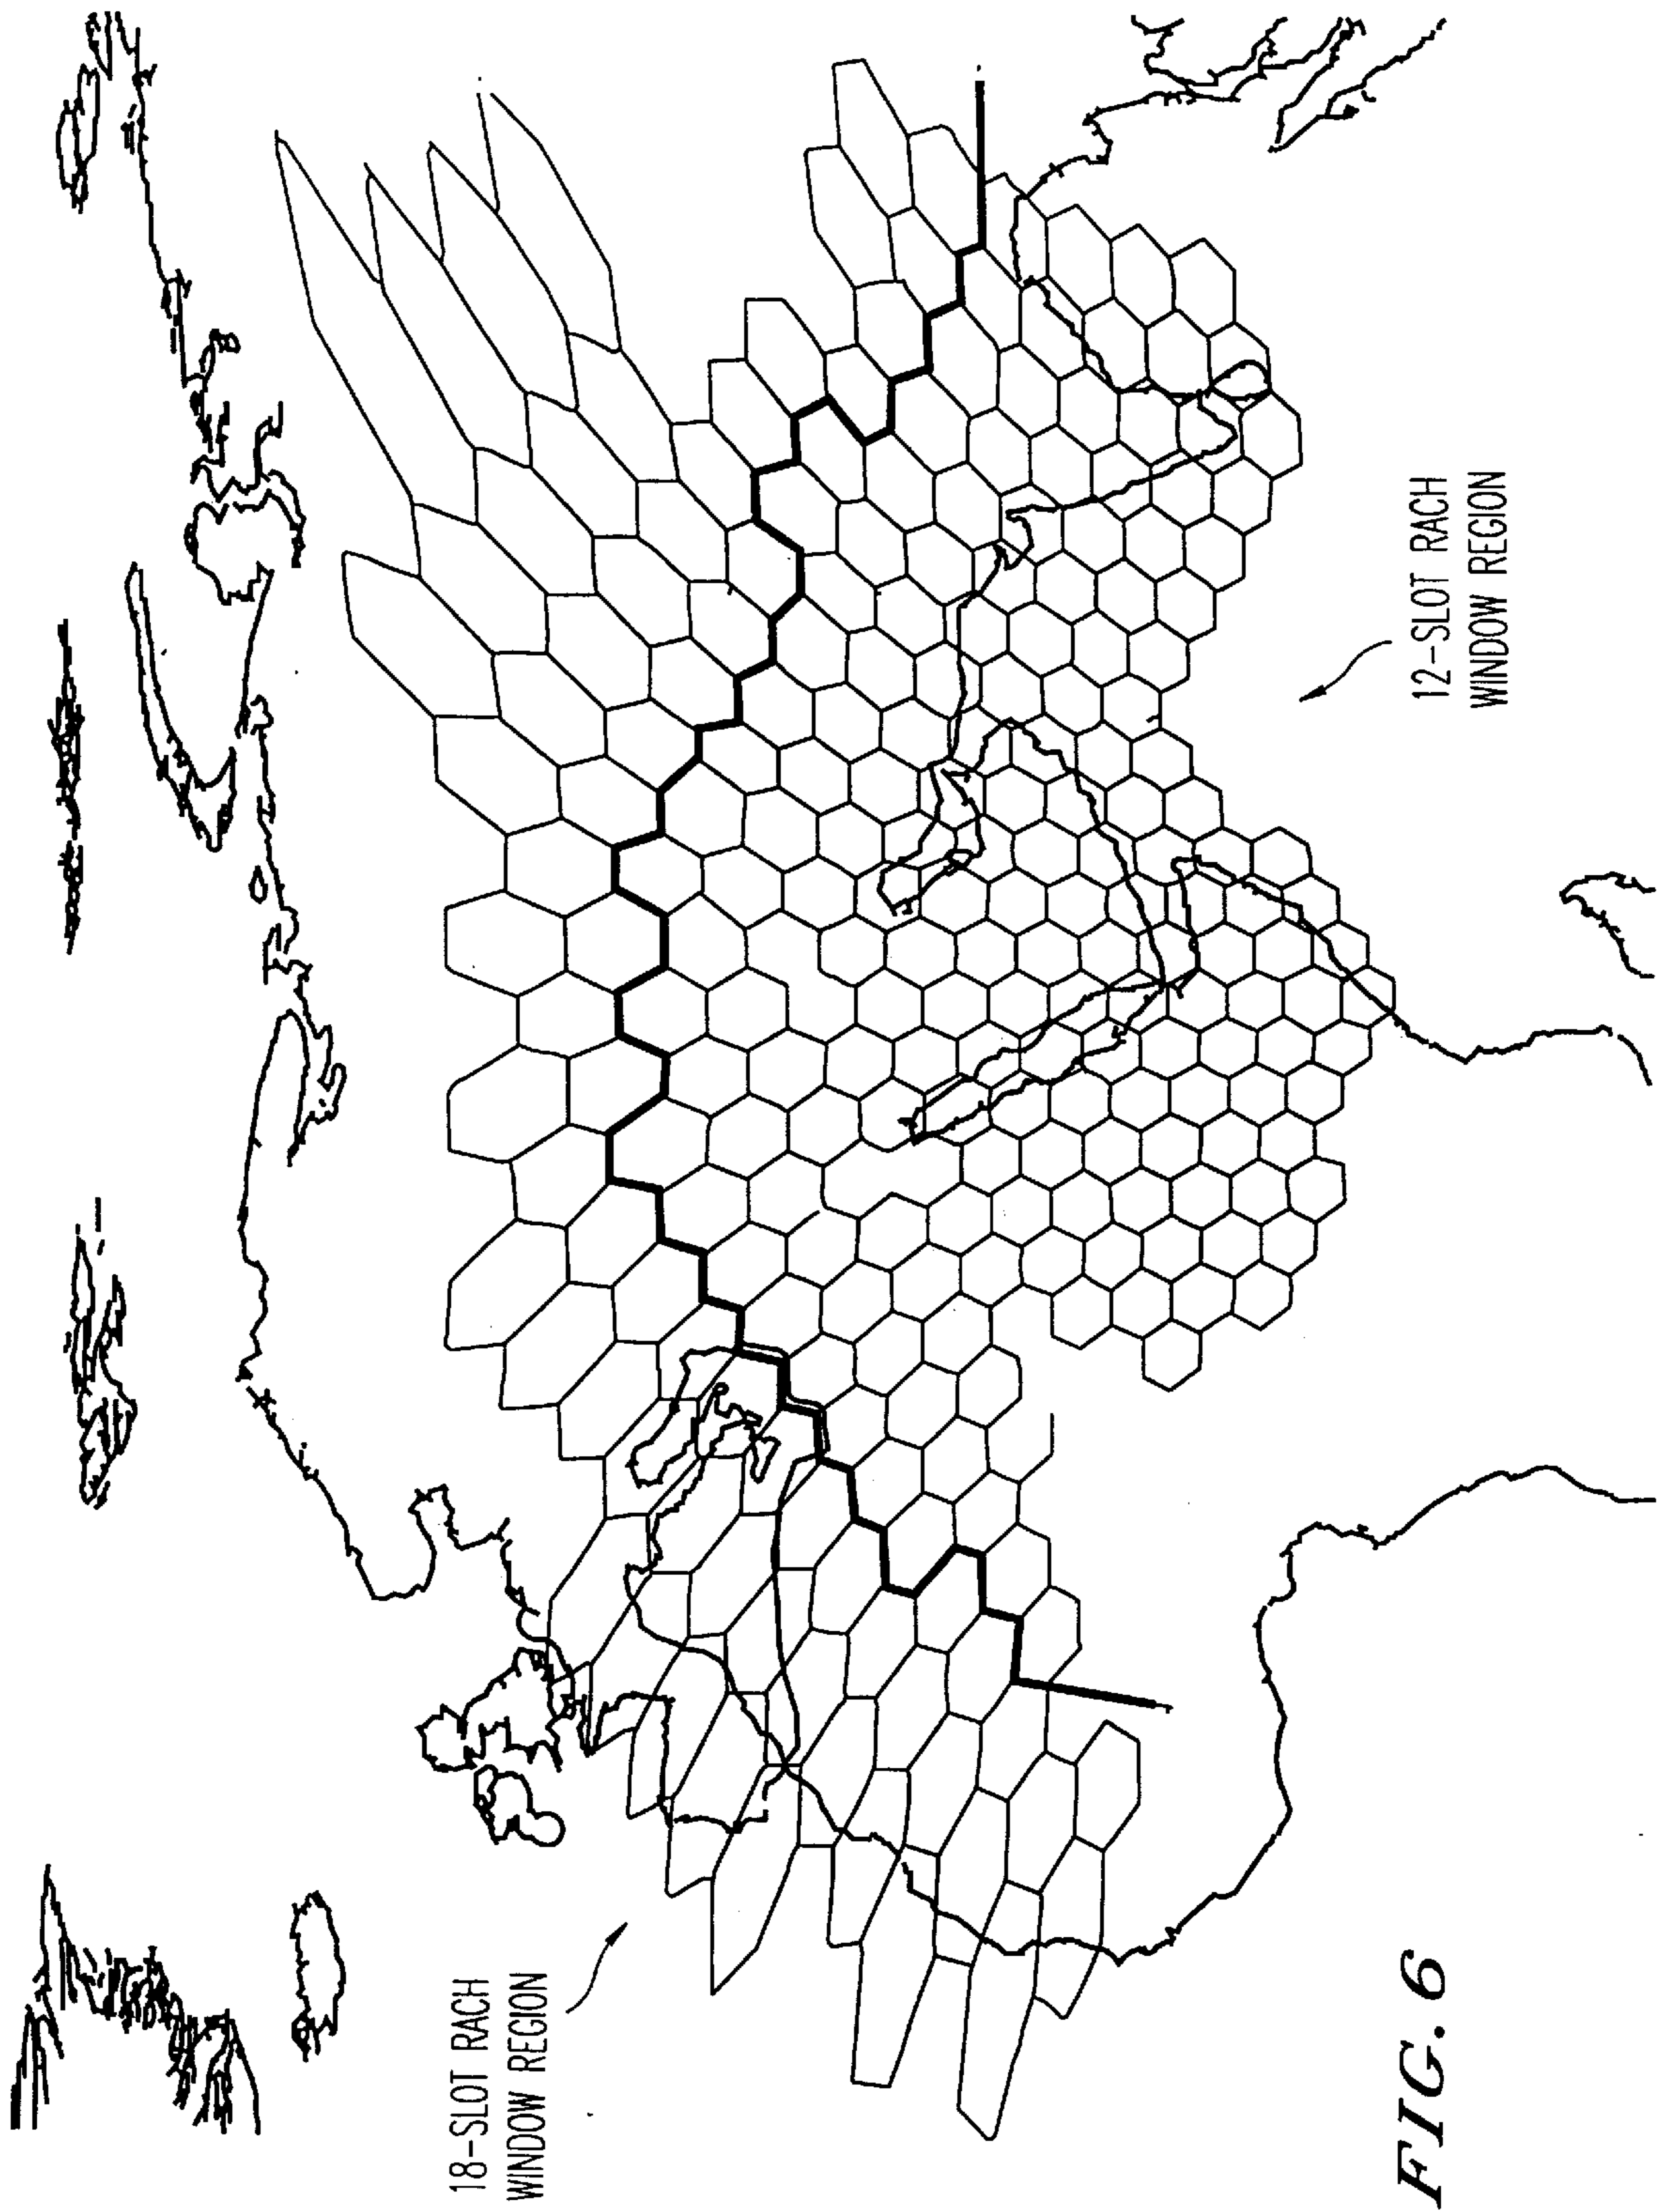 18-SLOT RACH
WINDOW REGION
12-SLOT RACH
WINDOW REGION
FIG. 6